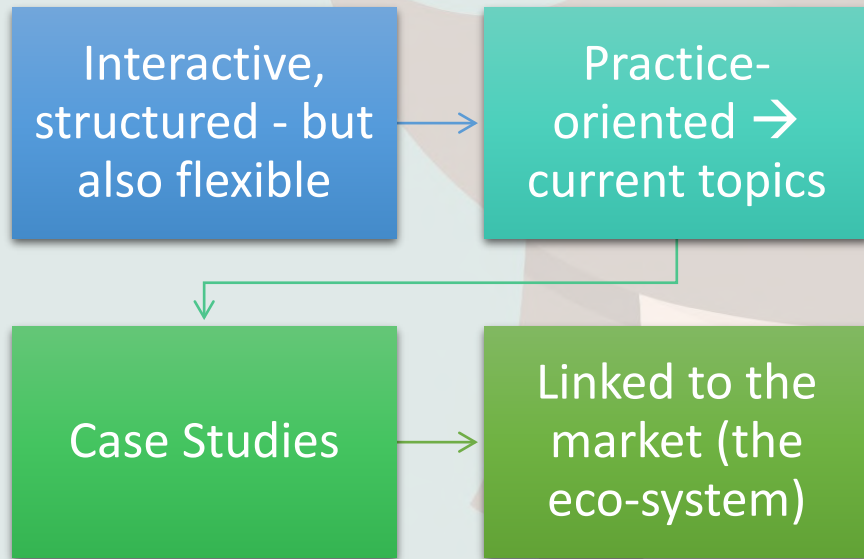 Interactive,
structured - but
also flexible
Practice-
oriented →
current topics
Case Studies
Linked to the
market (the
eco-system)